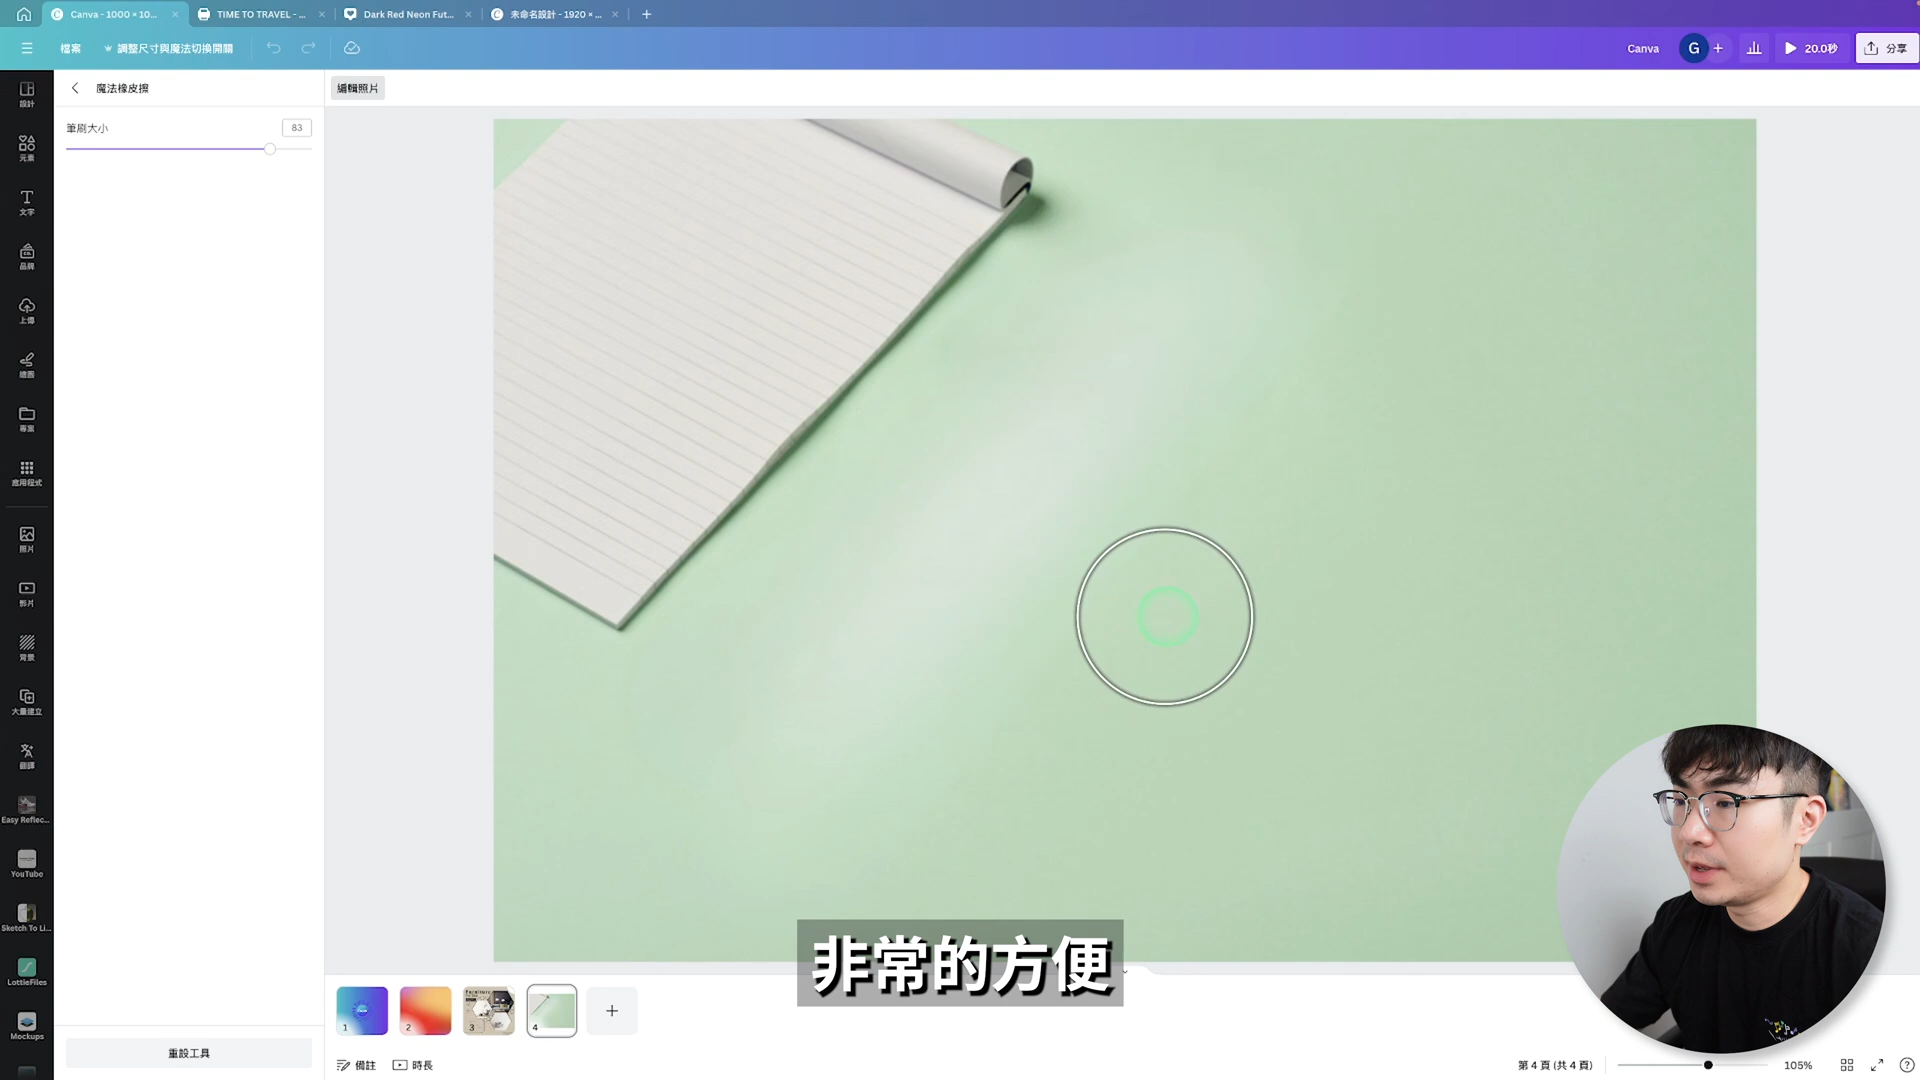 Canva - 1000 × 10...
TIME TO TRAVEL - ...
Dark Red Neon Fut...
未命名設計 - 1920 × ...
檔案
調整尺寸與魔法切換開關
Canva
G
20.0秒
分享
魔法橡皮擦
編輯照片
筆刷大小
83
設計
元素
文字
品牌
上傳
繪圖
專案
應用程式
照片
影片
背景
大量建立
翻譯
Easy Reflec...
YouTube
Sketch To Li...
LottieFiles
Mockups
非常的方便
1
2
3
4
重設工具
備註
時長
第 4 頁 (共 4 頁)
105%